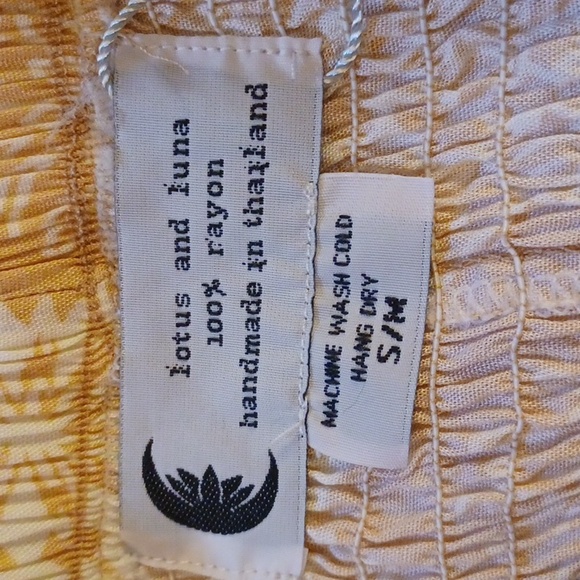 lotus and luna
100% rayon
handmade in thailand
MACHINE WASH COLD
HANG DRY
S/M